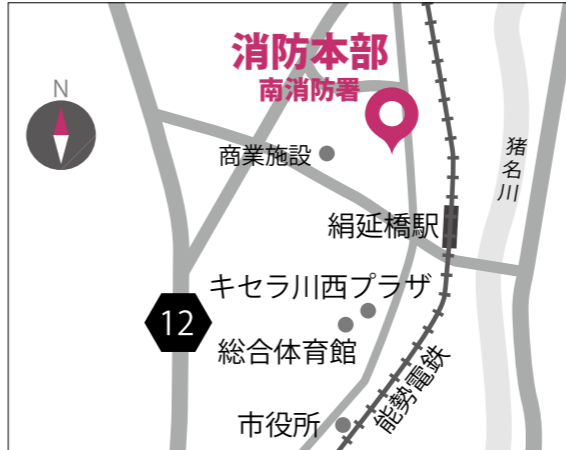 消防本部
南消防署
N
商業施設
猪名川
絹延橋駅
キセラ川西プラザ
12
総合体育館
能勢電鉄
市役所